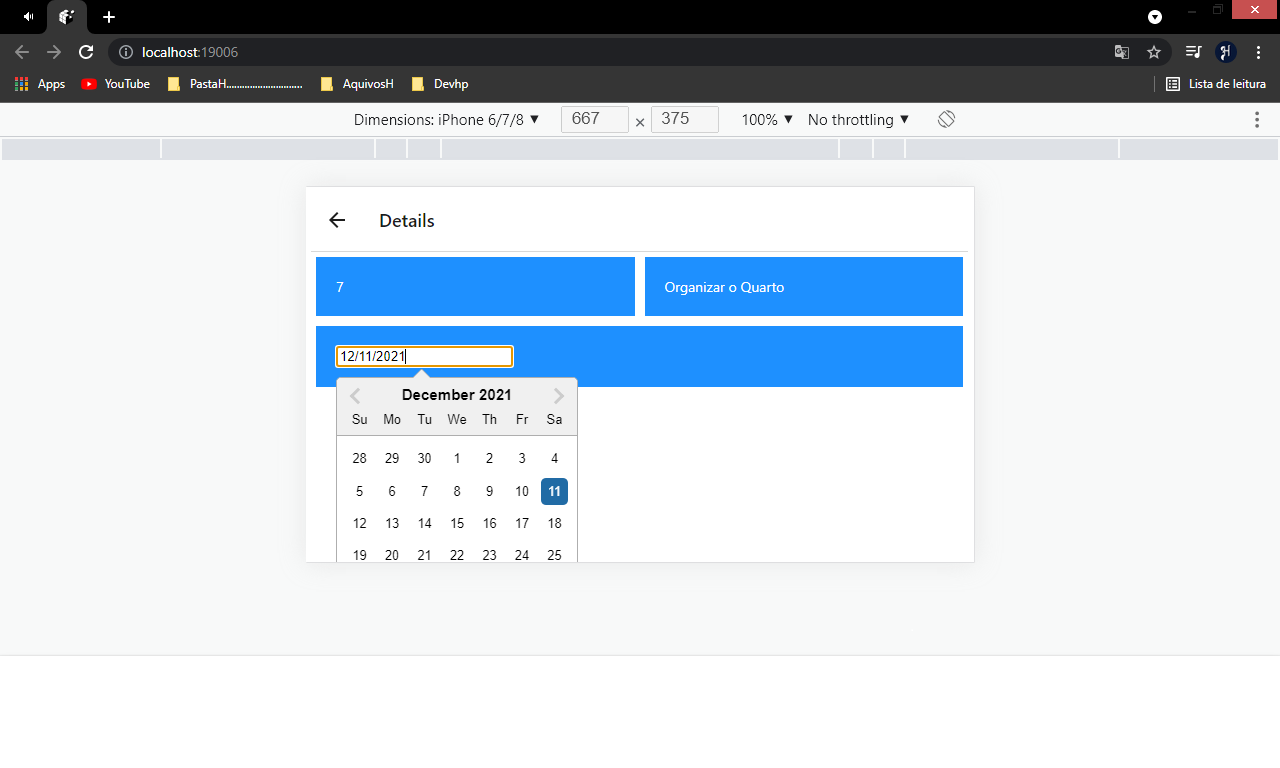 localhost:19006
Apps YouTube PastaH............................ AquivosH Devhp Lista de leitura
Dimensions: iPhone 6/7/8 ▼ 667 × 375 100% ▼ No throttling ▼
Details
7 Organizar o Quarto
12/11/2021
December 2021
Su Mo Tu We Th Fr Sa
28 29 30 1 2 3 4
5 6 7 8 9 10 11
12 13 14 15 16 17 18
19 20 21 22 23 24 25